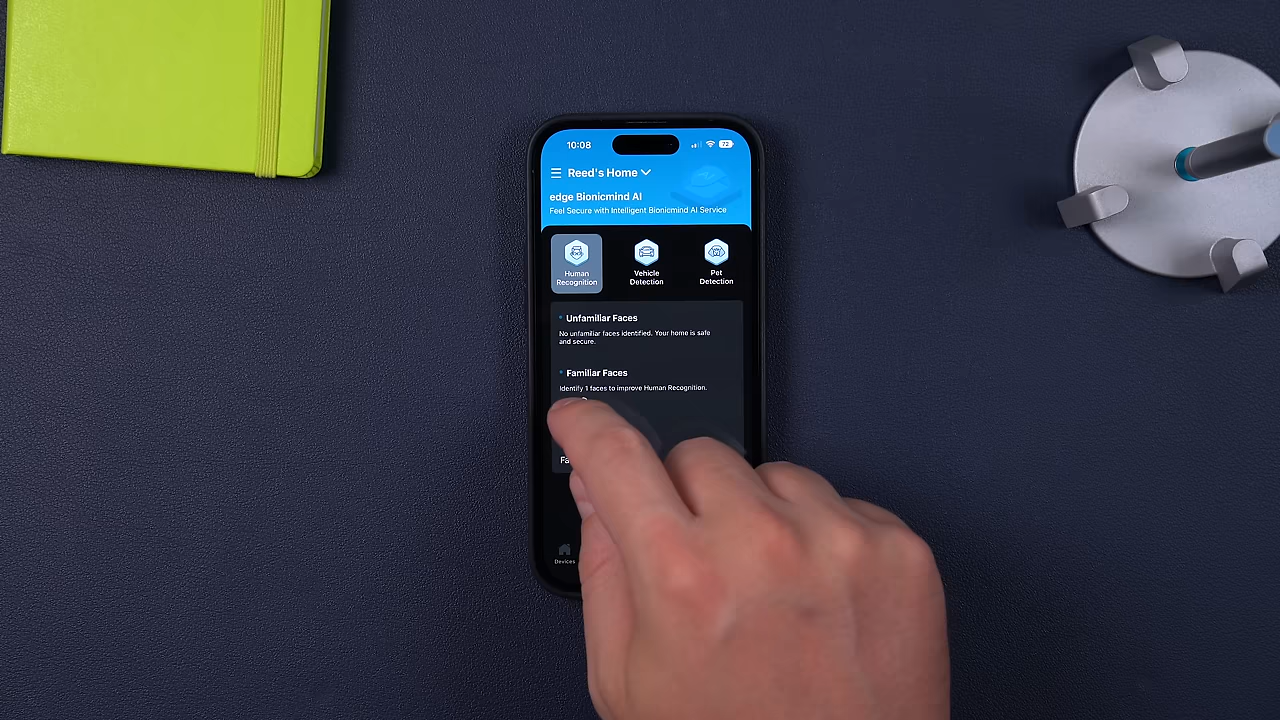 10:08
72
Reed's Home
edge Bionicmind AI
Feel Secure with Intelligent Bionicmind AI Service
Human Recognition
Vehicle Detection
Pet Detection
Unfamiliar Faces
No unfamiliar faces identified. Your home is safe
and secure.
Familiar Faces
Identify 1 faces to improve Human Recognition.
Devices